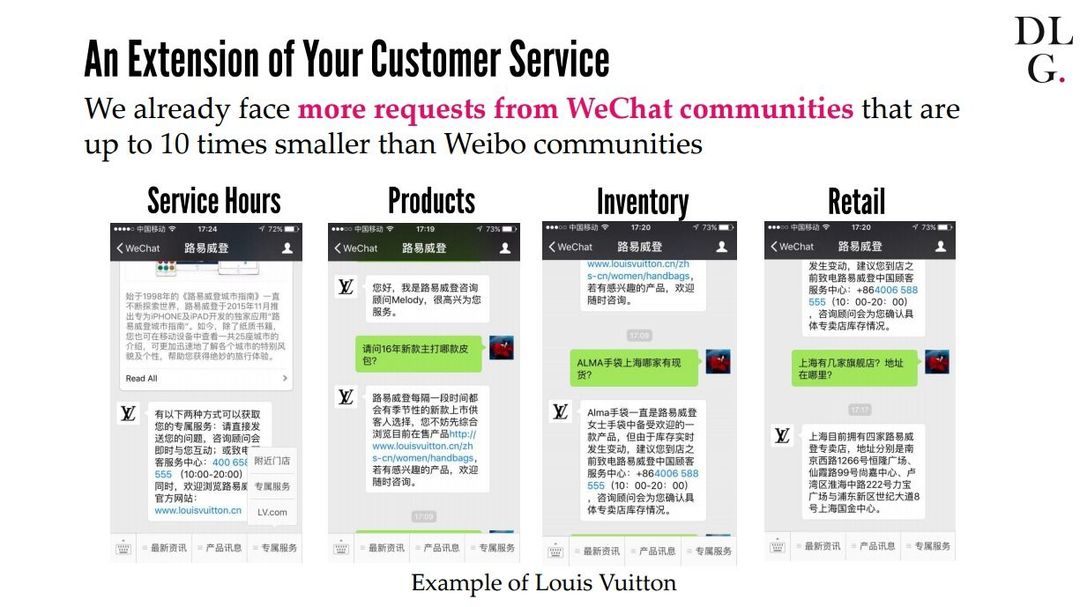 DL
G.
An Extension of Your Customer Service
We already face more requests from WeChat communities that are
up to 10 times smaller than Weibo communities
Service Hours
中国移动 17:24 72%
WeChat 路易威登
始于1998年的《路易威登城市指南》一直
不断探索世界，路易威登于2015年11月推
出专为iPHONE及iPAD开发的独家应用“路
易威登城市指南”。如今，除了纸质书籍，
您也可在移动设备中查看一共25座城市的
介绍，可更加迅速地了解各个城市的特别风
貌及个性，帮助您获得绝妙的旅行体验。
Read All
有以下两种方式可以获取
您的专属服务：请直接发
送您的问题，咨询顾问会
即时与您互动；或致电
客服务中心：400 658
555（10:00-20:00）
同时，欢迎浏览路易威
官方网站：
www.louisvuitton.cn
附近门店
专属服务
LV.com
最新资讯 产品讯息 专属服务
Products
中国移动 17:19 73%
WeChat 路易威登
您好，我是路易威登咨询
顾问Melody，很高兴为您
服务。
请问16年新款主打哪款皮
包？
路易威登每隔一段时间都
会有季节性的新款上市供
客人选择，您不妨先综合
浏览目前在售产品http://
www.louisvuitton.cn/zh
s-cn/women/handbags，
若有感兴趣的产品，欢迎
随时咨询。
17:09
最新资讯 产品讯息 专属服务
Inventory
中国移动 17:20 73%
WeChat 路易威登
www.louisvuitton.cn/zh
s-cn/women/handbags，
若有感兴趣的产品，欢迎
随时咨询。
17:09
ALMA手袋上海哪家有现
货？
Alma手袋一直是路易威登
女士手袋中备受欢迎的一
款产品，但由于库存实时
发生变动，建议您到店之
前致电路易威登中国顾客
服务中心：+864006 588
555（10：00-20：00）
，咨询顾问会为您确认具
体专卖店库存情况。
最新资讯 产品讯息 专属服务
Retail
中国移动 17:20 73%
WeChat 路易威登
发生变动，建议您到店之
前致电路易威登中国顾客
服务中心：+864006 588
555（10：00-20：00）
，咨询顾问会为您确认具
体专卖店库存情况。
上海有几家旗舰店？地址
在哪里？
17:17
上海目前拥有四家路易威
登专卖店，地址分别是南
京西路1266号恒隆广场、
仙霞路99号尚嘉中心、卢
湾区淮海中路222号力宝
广场与浦东新区世纪大道8
号上海国金中心。
最新资讯 产品讯息 专属服务
Example of Louis Vuitton